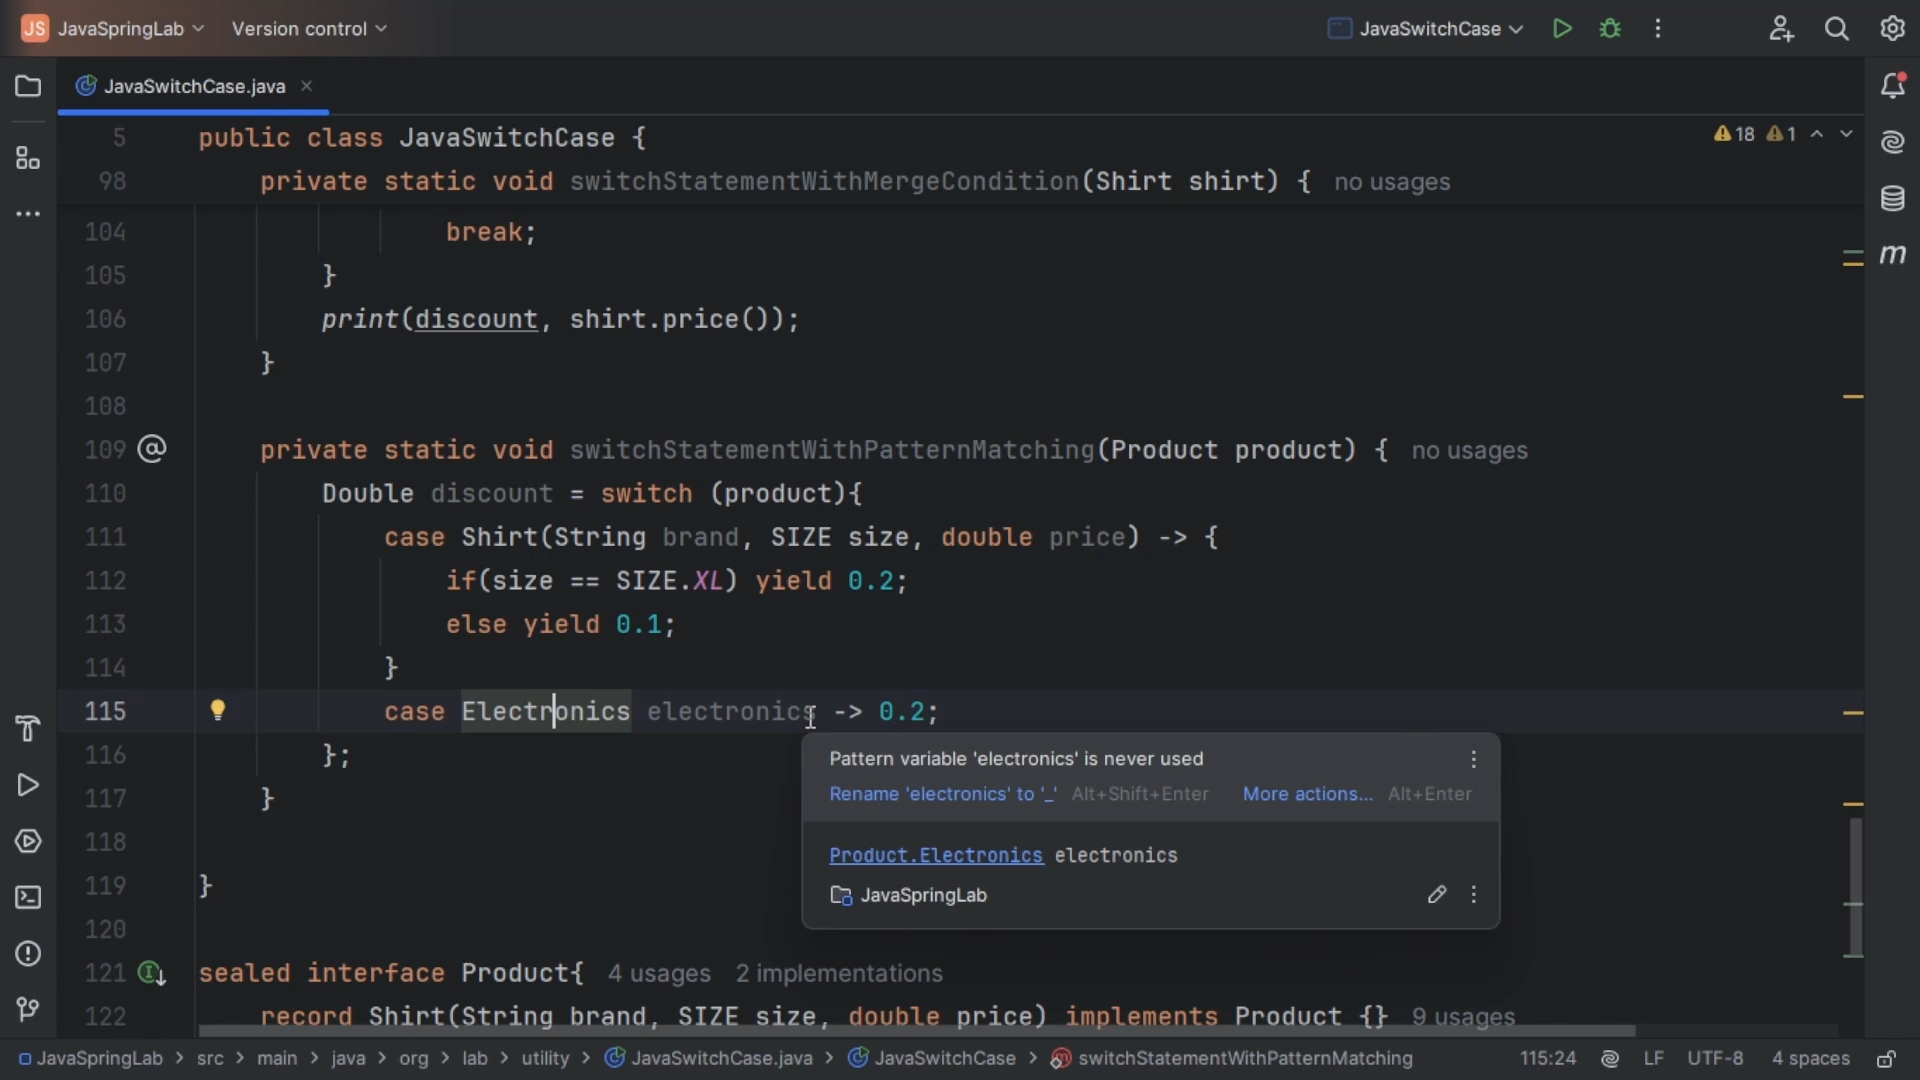 JS JavaSpringLab Version control JavaSwitchCase
JavaSwitchCase.java
5 public class JavaSwitchCase { 18 1
98 private static void switchStatementWithMergeCondition(Shirt shirt) { no usages
104 break;
105 }
106 print(discount, shirt.price());
107 }
108
109 private static void switchStatementWithPatternMatching(Product product) { no usages
110 Double discount = switch (product){
111 case Shirt(String brand, SIZE size, double price) -> {
112 if(size == SIZE.XL) yield 0.2;
113 else yield 0.1;
114 }
115 case Electronics electronics -> 0.2;
116 };
117 }
118
119 }
120
121 sealed interface Product{ 4 usages 2 implementations
122 record Shirt(String brand, SIZE size, double price) implements Product {} 9 usages
Pattern variable 'electronics' is never used
Rename 'electronics' to '_' Alt+Shift+Enter More actions... Alt+Enter
Product.Electronics electronics
JavaSpringLab
JavaSpringLab > src > main > java > org > lab > utility > JavaSwitchCase.java > JavaSwitchCase > switchStatementWithPatternMatching 115:24 LF UTF-8 4 spaces